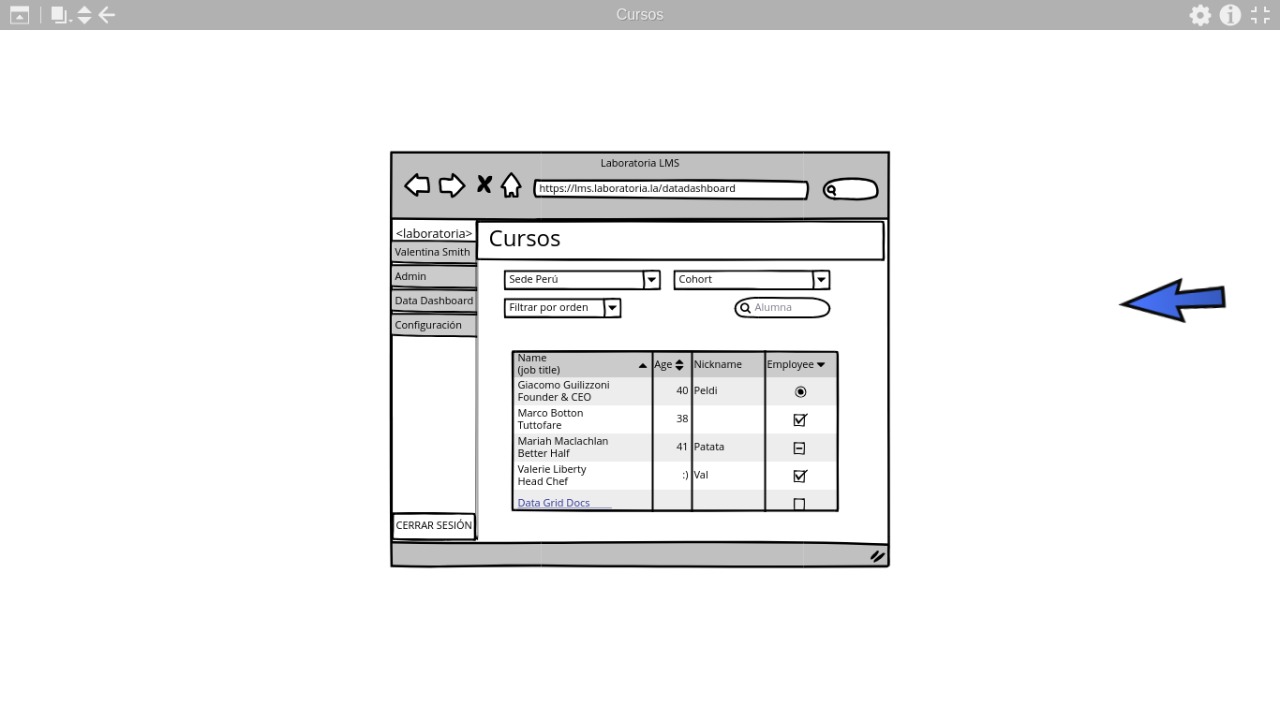 Cursos
Laboratoria LMS
https://lms.laboratoria.la/datadashboard
<laboratoria>
Valentina Smith
Admin
Data Dashboard
Configuración
CERRAR SESIÓN
Cursos
Sede Perú
Cohort
Filtrar por orden
Alumna
Name
(job title)
Age
Nickname
Employee
Giacomo Guilizzoni
Founder & CEO
40
Peldi
Marco Botton
Tuttofare
38
Mariah Maclachlan
Better Half
41
Patata
Valerie Liberty
Head Chef
:)
Val
Data Grid Docs